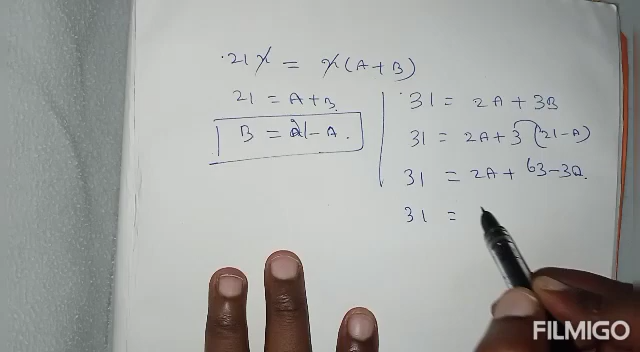 21x = x(A+B)
21 = A+B
B = 21-A.
31 = 2A+3B
31 = 2A+3(21-A)
31 = 2A+63-3A.
31 =
FILMIGO